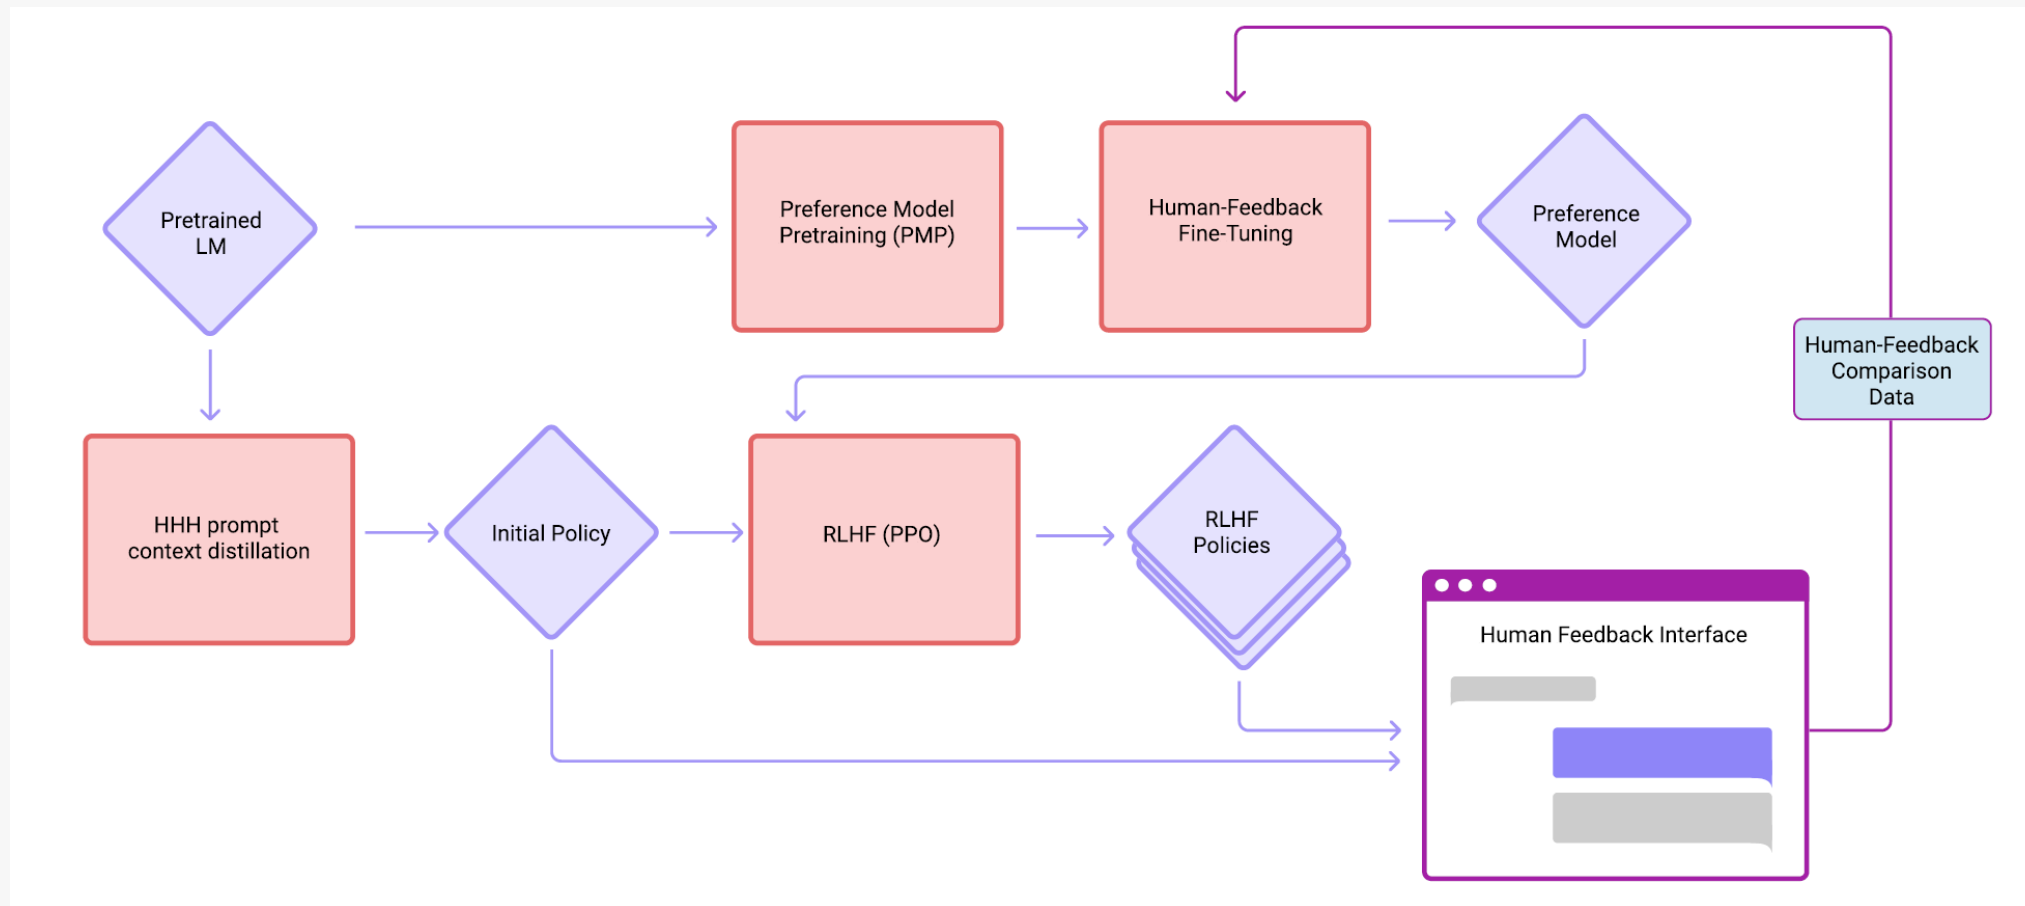 Pretrained
LM
Preference Model
Pretraining (PMP)
Human-Feedback
Fine-Tuning
Preference
Model
Human-Feedback
Comparison
Data
HHH prompt
context distillation
Initial Policy
RLHF (PPO)
RLHF
Policies
Human Feedback Interface